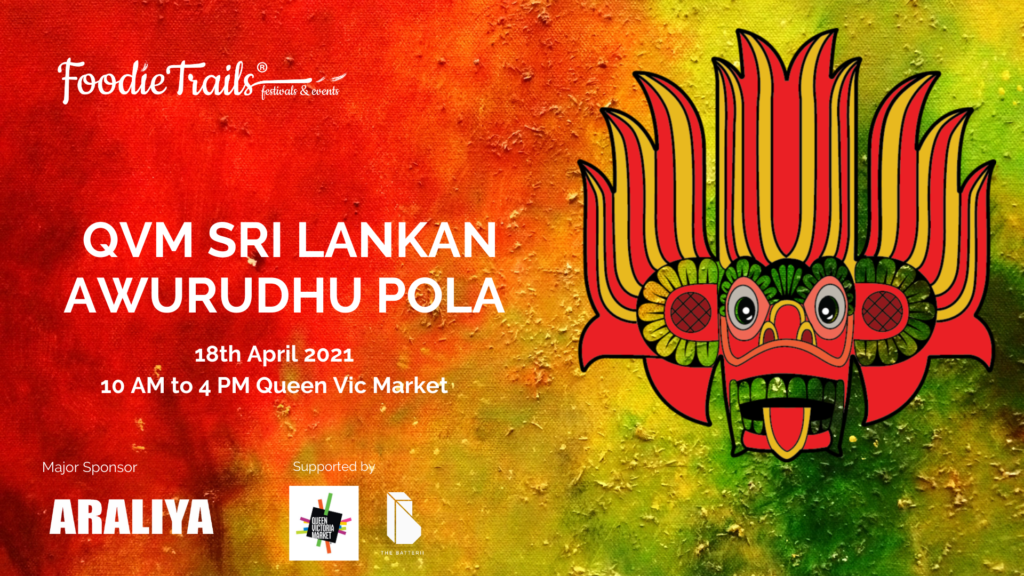 FoodieTrails®
festivals & events
QVM SRI LANKAN
AWURUDHU POLA
18th April 2021
10 AM to 4 PM Queen Vic Market
Major Sponsor
Supported by
ARALIYA
QUEEN
VICTORIA
MARKET